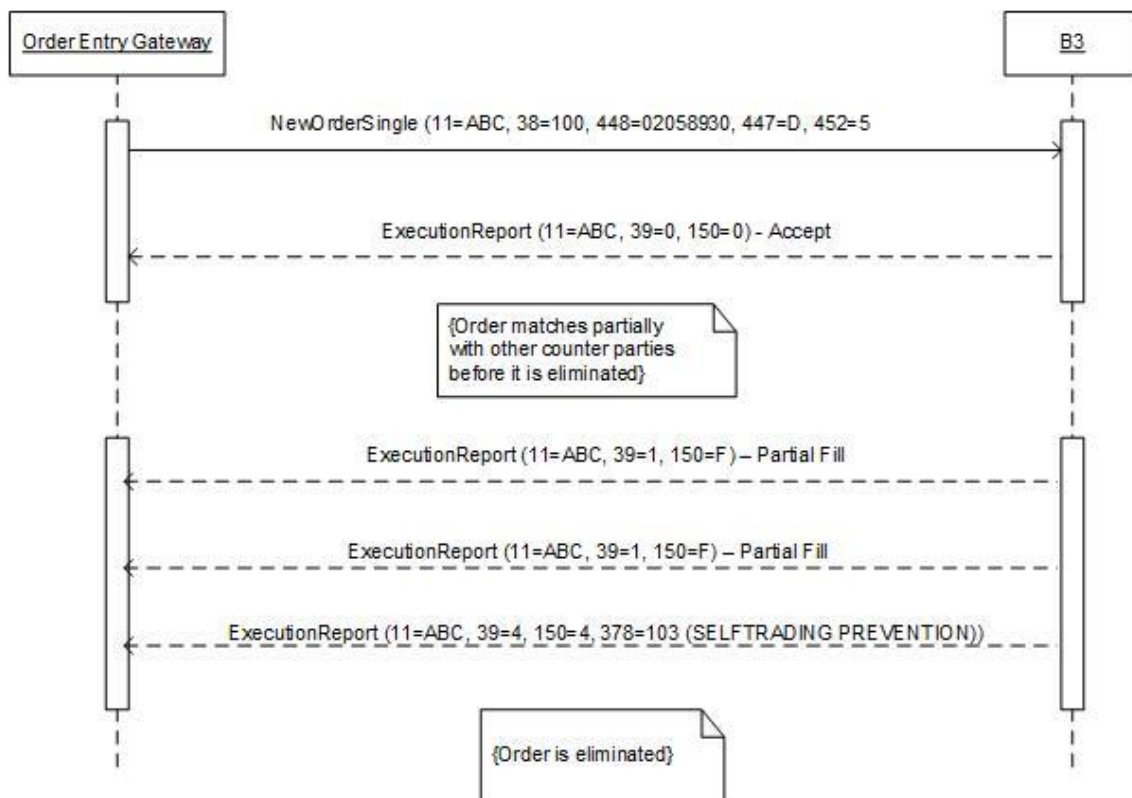 Order Entry Gateway
B3
NewOrderSingle (11=ABC, 38=100, 448=02058930, 447=D, 452=5
ExecutionReport (11=ABC, 39=0, 150=0) - Accept
{Order matches partially
with other counter parties
before it is eliminated}
ExecutionReport (11=ABC, 39=1, 150=F) – Partial Fill
ExecutionReport (11=ABC, 39=1, 150=F) – Partial Fill
ExecutionReport (11=ABC, 39=4, 150=4, 378=103 (SELFTRADING PREVENTION))
{Order is eliminated}